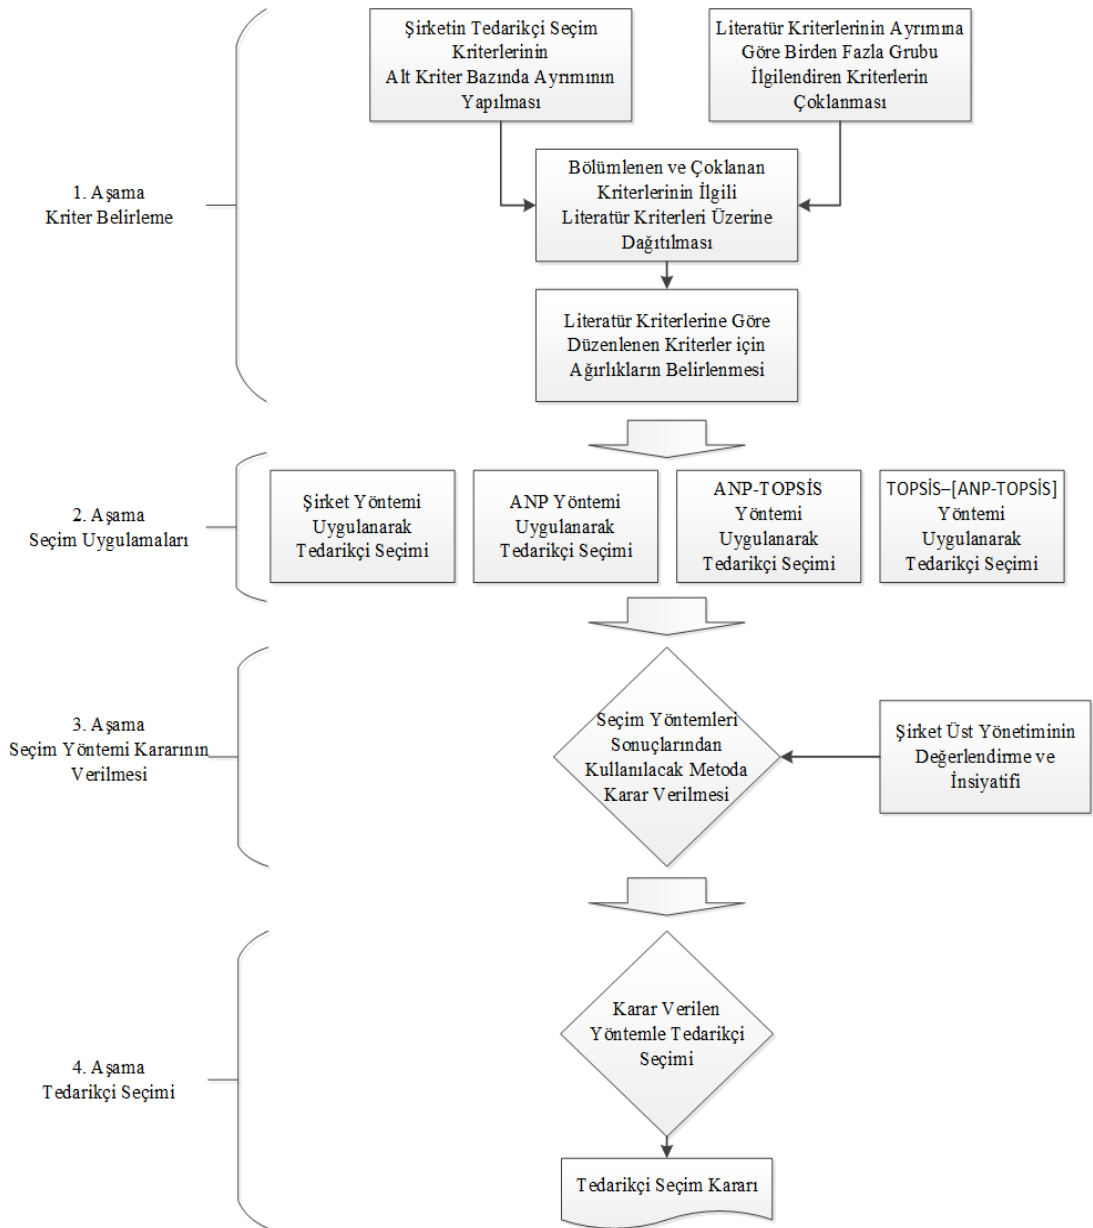 Şirketin Tedarikçi Seçim
Kriterlerinin
Alt Kriter Bazında Ayrımının
Yapılması
Literatür Kriterlerinin Ayrımına
Göre Birden Fazla Grubu
İlgilendiren Kriterlerin
Çoklanması
1. Aşama
Kriter Belirleme
Bölümlenen ve Çoklanan
Kriterlerinin İlgili
Literatür Kriterleri Üzerine
Dağıtılması
Literatür Kriterlerine Göre
Düzenlenen Kriterler için
Ağırlıkların Belirlenmesi
2. Aşama
Seçim Uygulamaları
Şirket Yöntemi
Uygulanarak
Tedarikçi Seçimi
ANP Yöntemi
Uygulanarak
Tedarikçi Seçimi
ANP-TOPSİS
Yöntemi
Uygulanarak
Tedarikçi Seçimi
TOPSİS–[ANP-TOPSİS]
Yöntemi
Uygulanarak
Tedarikçi Seçimi
3. Aşama
Seçim Yöntemi Kararının
Verilmesi
Seçim Yöntemleri
Sonuçlarından
Kullanılacak Metoda
Karar Verilmesi
Şirket Üst Yönetiminin
Değerlendirme ve
İnsiyatifi
4. Aşama
Tedarikçi Seçimi
Karar Verilen
Yöntemle Tedarikçi
Seçimi
Tedarikçi Seçim Kararı